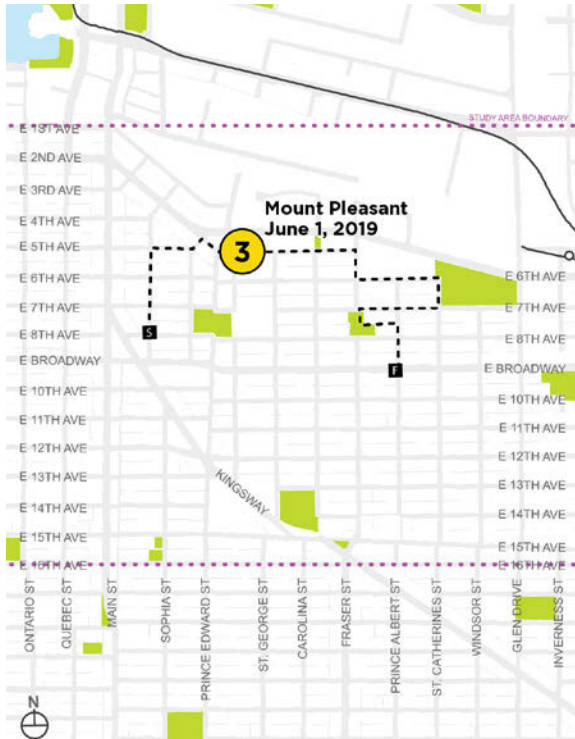 STUDY AREA BOUNDARY
E 1ST AVE
E 2ND AVE
E 3RD AVE
E 4TH AVE
E 5TH AVE
E 6TH AVE
E 7TH AVE
E 8TH AVE
E BROADWAY
E 10TH AVE
E 11TH AVE
E 12TH AVE
E 13TH AVE
E 14TH AVE
E 15TH AVE
E 16TH AVE
Mount Pleasant
June 1, 2019
3
S
F
KINGSWAY
E 6TH AVE
E 7TH AVE
E 8TH AVE
E BROADWAY
E 10TH AVE
E 11TH AVE
E 12TH AVE
E 13TH AVE
E 14TH AVE
E 15TH AVE
E 16TH AVE
ONTARIO ST
QUEBEC ST
MAIN ST
SOPHIA ST
PRINCE EDWARD ST
ST. GEORGE ST
CAROLINA ST
FRASER ST
PRINCE ALBERT ST
ST. CATHERINES ST
WINDSOR ST
GLEN DRIVE
INVERNESS ST
N